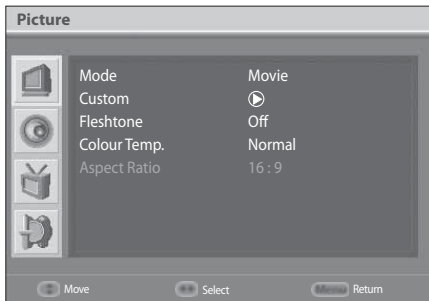 Picture
Mode Movie
Custom
Fleshtone Off
Colour Temp. Normal
Aspect Ratio 16 : 9
Move Select Menu Return